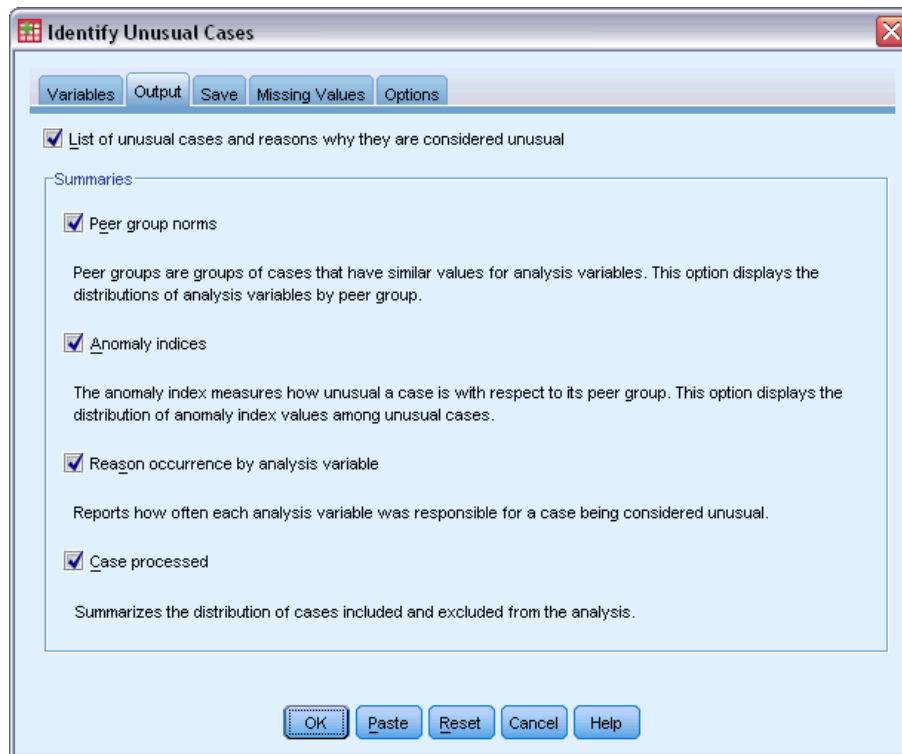 Identify Unusual Cases
Variables Output Save Missing Values Options
List of unusual cases and reasons why they are considered unusual
Summaries
Peer group norms
Peer groups are groups of cases that have similar values for analysis variables. This option displays the
distributions of analysis variables by peer group.
Anomaly indices
The anomaly index measures how unusual a case is with respect to its peer group. This option displays the
distribution of anomaly index values among unusual cases.
Reason occurrence by analysis variable
Reports how often each analysis variable was responsible for a case being considered unusual.
Case processed
Summarizes the distribution of cases included and excluded from the analysis.
OK Paste Reset Cancel Help